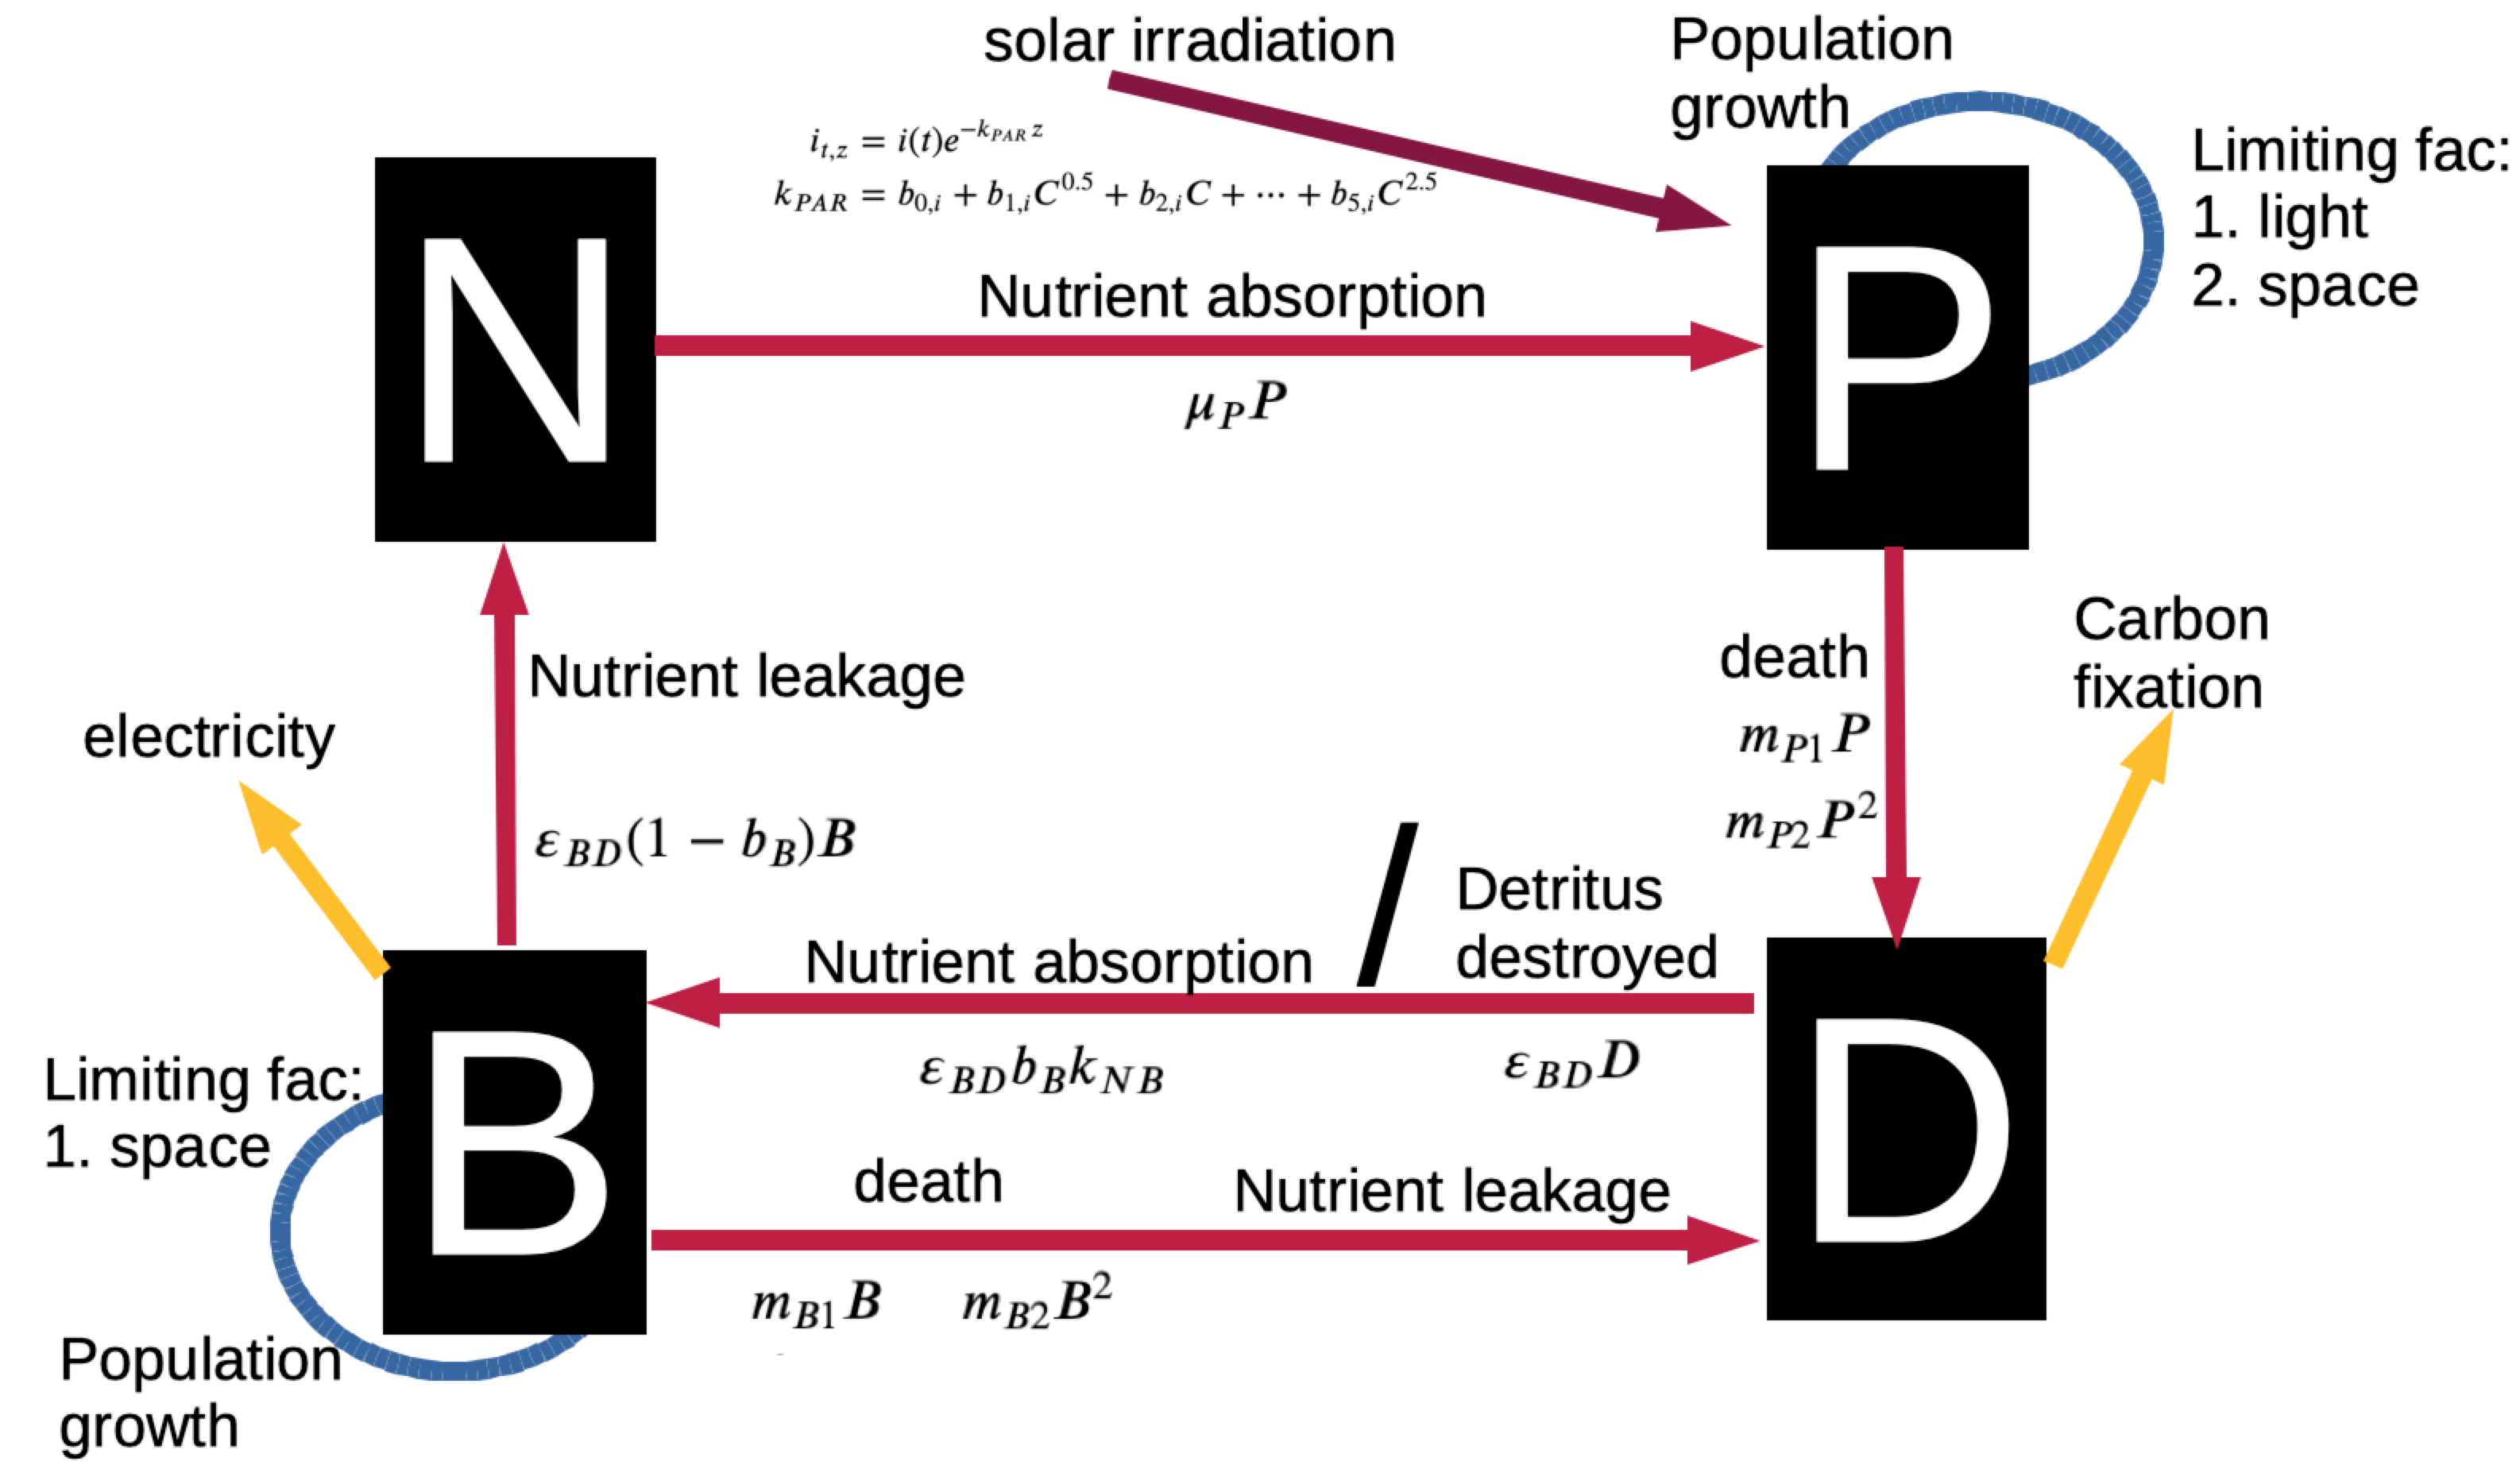 solar irradiation
Population
growth
i_{t,z} = i(t)e^{-k_{PAR} z}
k_{PAR} = b_{0,i} + b_{1,i}C^{0.5} + b_{2,i}C + ··· + b_{5,i}C^{2.5}
Limiting fac:
1. light
2. space
N
P
Nutrient absorption
μ_P P
Nutrient leakage
ε_{BD}(1 − b_B)B
electricity
death
m_{P1}P
m_{P2}P^2
Carbon
fixation
Nutrient absorption /
Detritus
destroyed
ε_{BD}b_Bk_{NB}
ε_{BD}D
B
D
Limiting fac:
1. space
death
Nutrient leakage
m_{B1}B
m_{B2}B^2
Population
growth